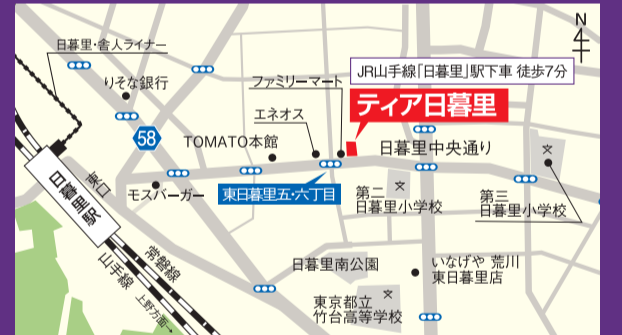 N
日暮里・舎人ライナー
りそな銀行
ファミリーマート
JR山手線「日暮里」駅下車 徒歩7分
ティア日暮里
エネオス
58
TOMATO本館
日暮里中央通り
東口
日暮里駅
モスバーガー
東日暮里五・六丁目
文
第二
日暮里小学校
文
第三
日暮里小学校
常磐線
山手線
上野方面→
日暮里南公園
いなげや 荒川
東日暮里店
東京都立
竹台高等学校
文